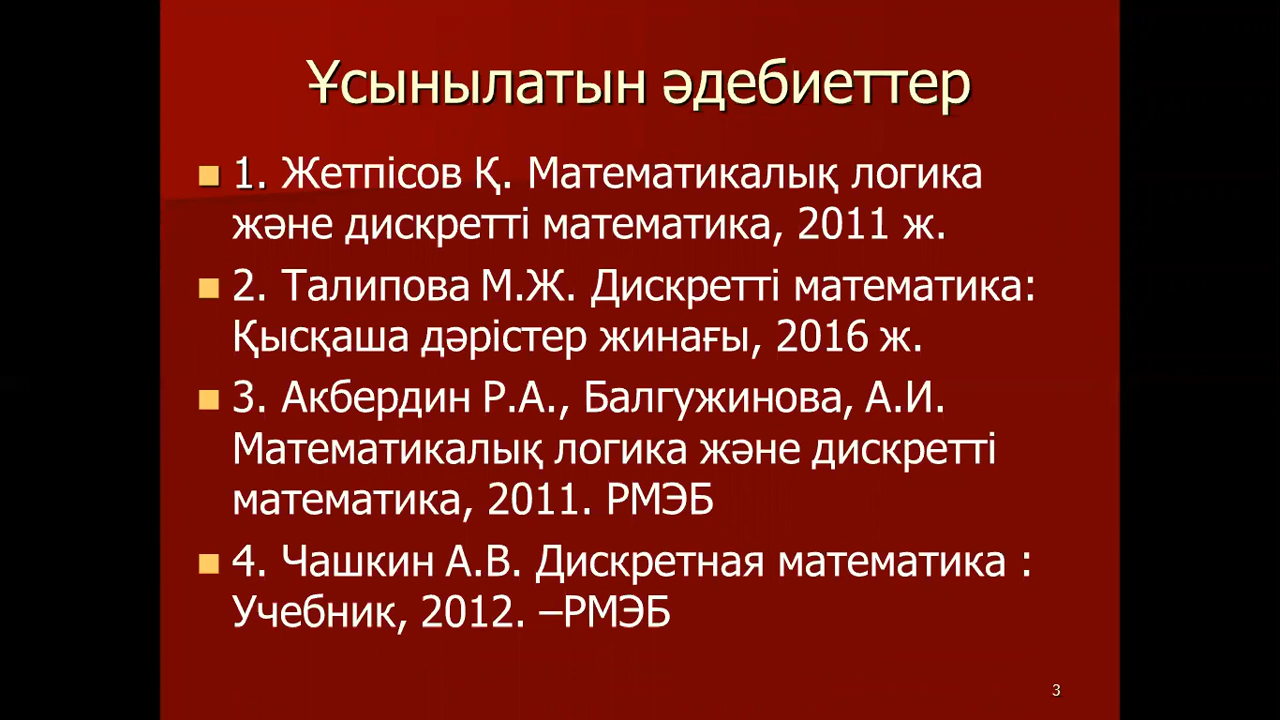 Ұсынылатын әдебиеттер
1. Жетпісов Қ. Математикалық логика
және дискретті математика, 2011 ж.
2. Талипова М.Ж. Дискретті математика:
Қысқаша дәрістер жинағы, 2016 ж.
3. Акбердин Р.А., Балгужинова, А.И.
Математикалық логика және дискретті
математика, 2011. РМЭБ
4. Чашкин А.В. Дискретная математика :
Учебник, 2012. –РМЭБ
3